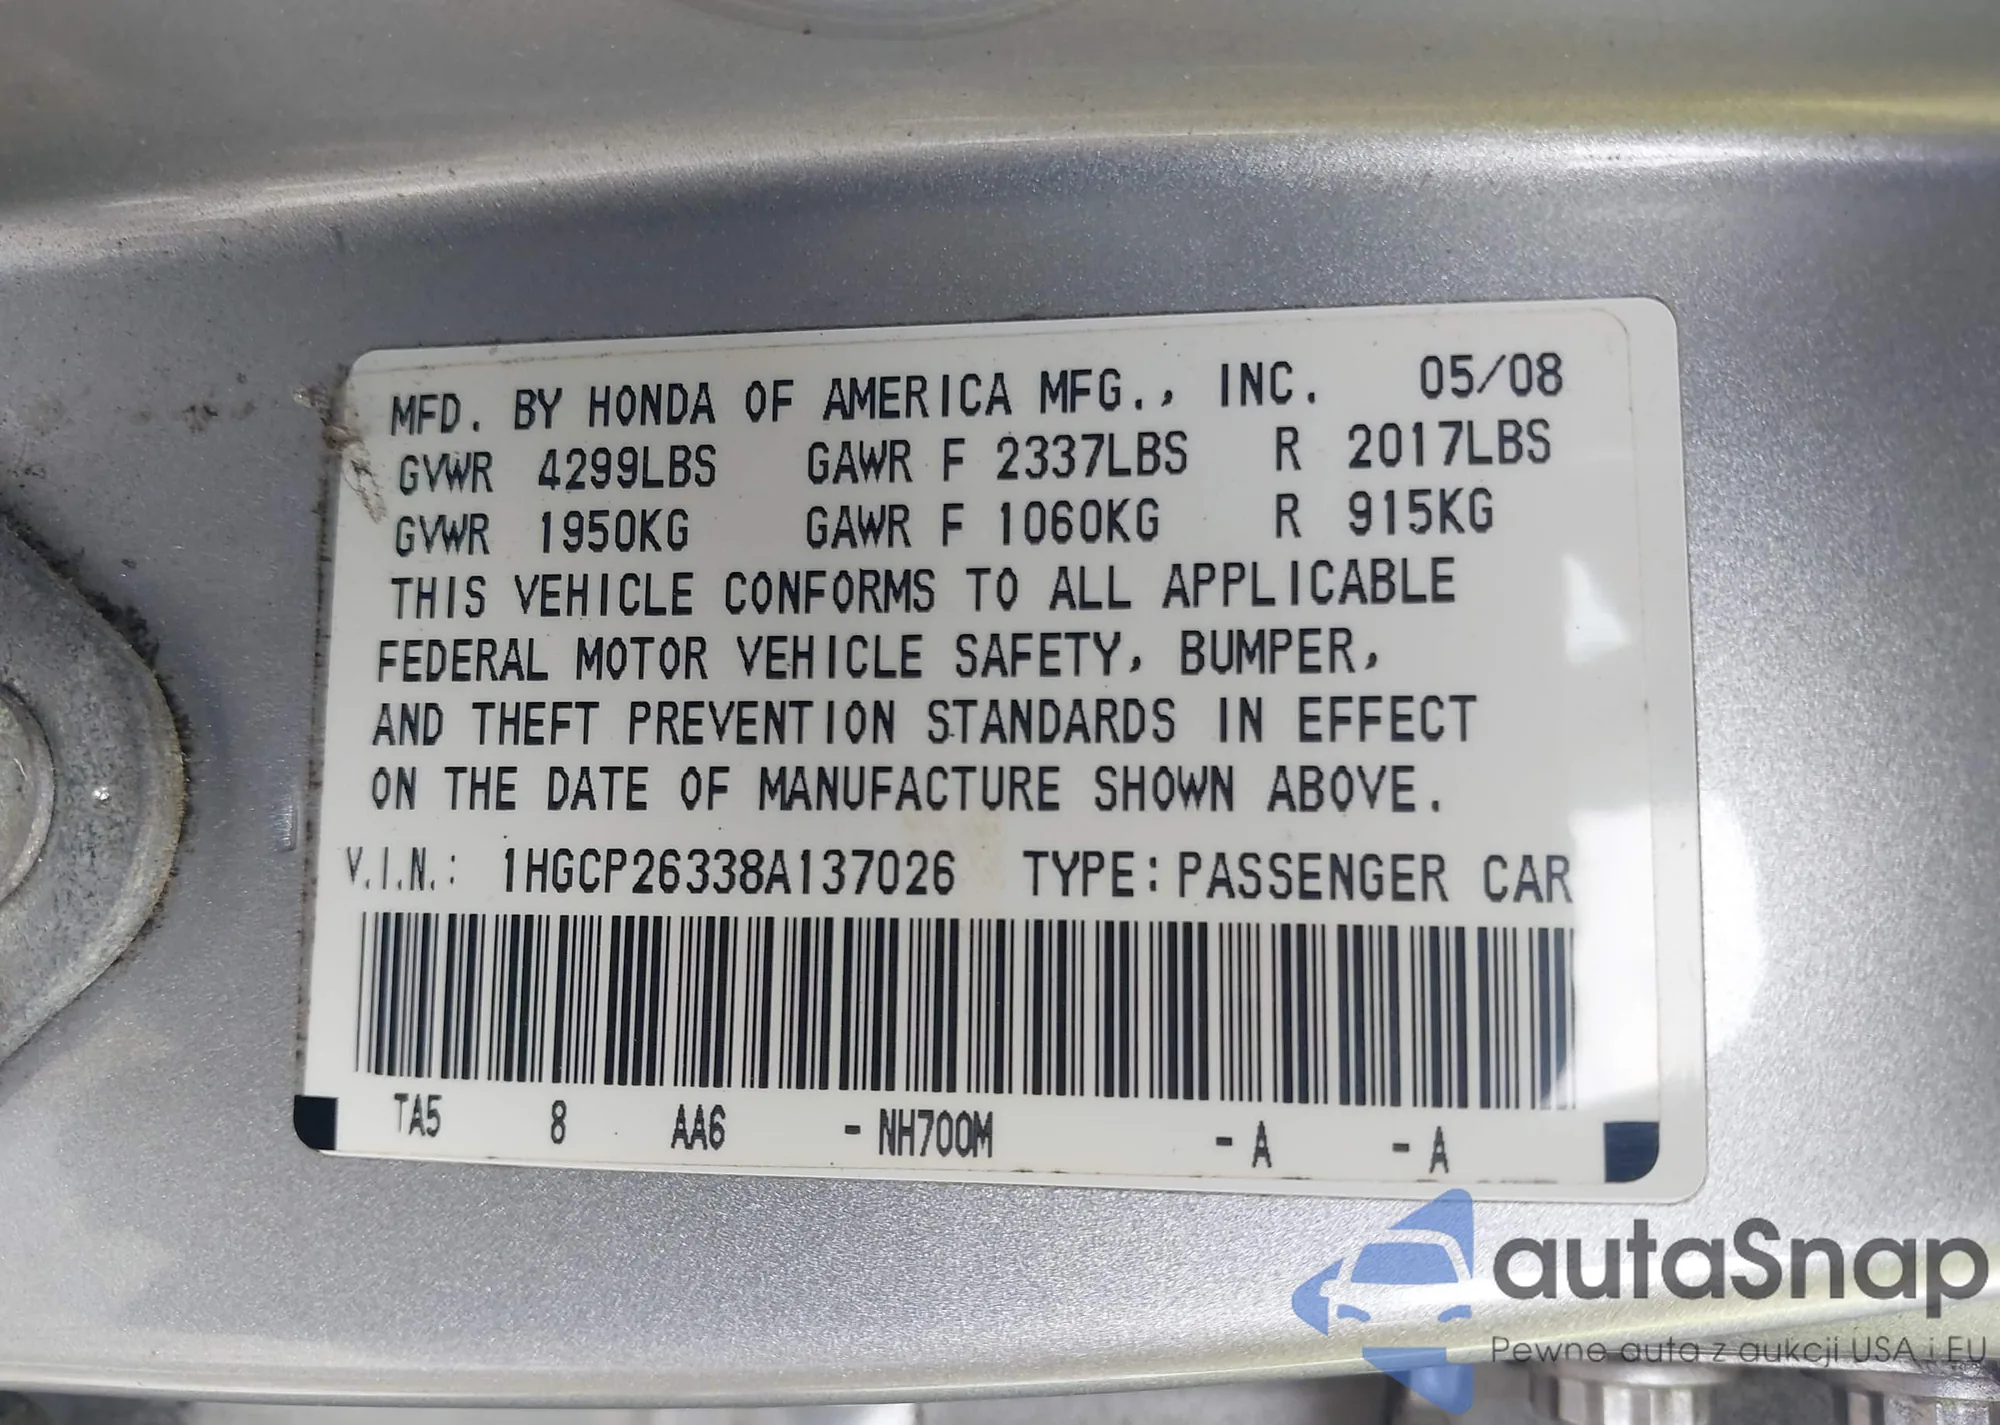 MFD. BY HONDA OF AMERICA MFG., INC. 05/08
GVWR 4299LBS GAWR F 2337LBS R 2017LBS
GVWR 1950KG GAWR F 1060KG R 915KG
THIS VEHICLE CONFORMS TO ALL APPLICABLE
FEDERAL MOTOR VEHICLE SAFETY, BUMPER,
AND THEFT PREVENTION STANDARDS IN EFFECT
ON THE DATE OF MANUFACTURE SHOWN ABOVE.
V.I.N.: 1HGCP26338A137026 TYPE: PASSENGER CAR
TA5 8 AA6 - NH700M - A - A
autaSnap
Pewne auta z aukcji USA i EU